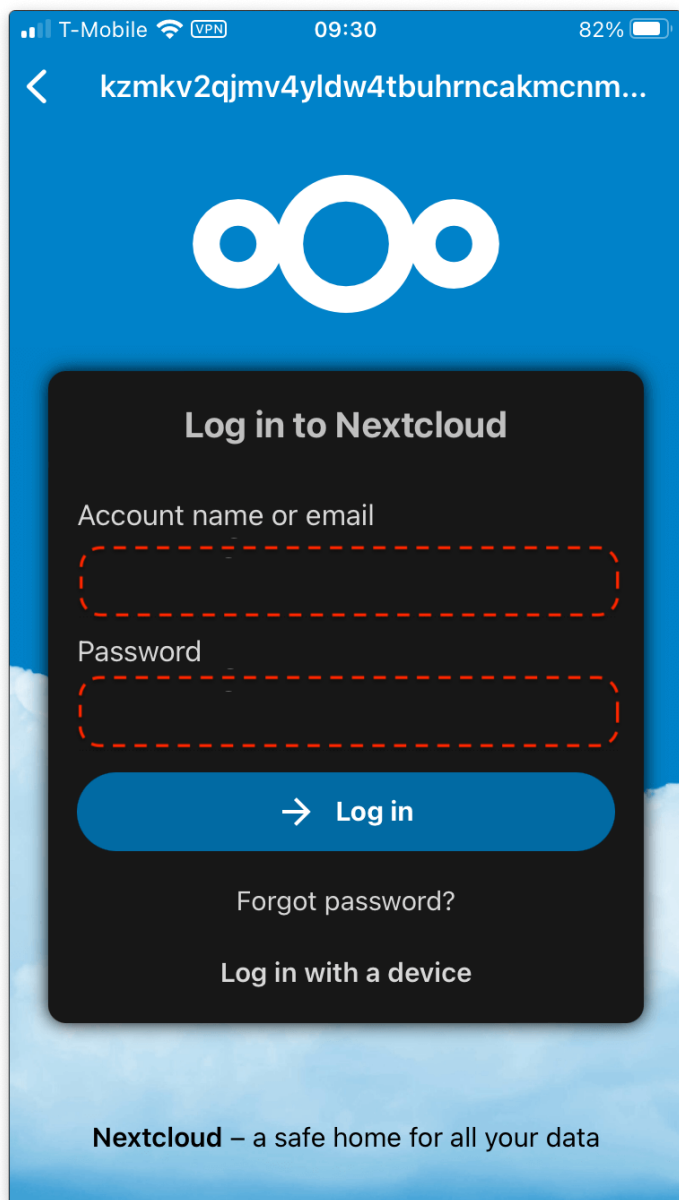 T-Mobile VPN 09:30 82%
kzmkv2qjmv4yldw4tbuhrncakmcnm...
Log in to Nextcloud
Account name or email
Password
→ Log in
Forgot password?
Log in with a device
Nextcloud – a safe home for all your data